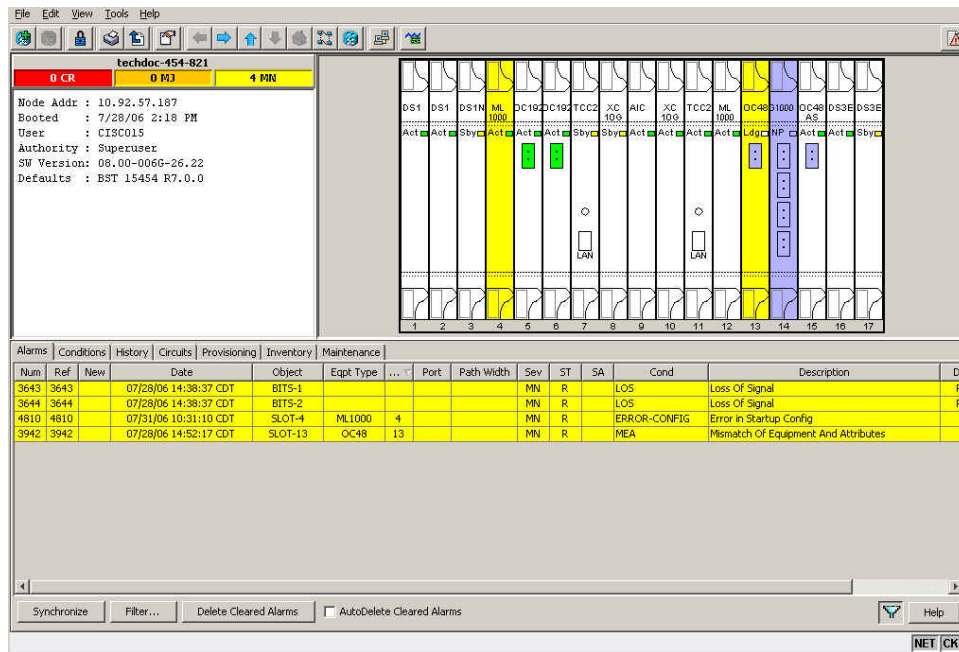 File Edit View Tools Help
techdoc-454-821
0 CR 0 MJ 4 MN
Node Addr : 10.92.57.187
Booted : 7/28/06 2:18 PM
User : CISCO15
Authority : Superuser
SW Version: 08.00-006G-26.22
Defaults : BST 15454 R7.0.0
DS1 DS1 DS1N ML 1000 OC192 OC192 TCC2 XC 10G AIC XC 10G TCC2 ML 1000 OC48 G1000 OC48 AS DS3E DS3E
Act Act Sby Act Act Act Sby Sby Act Act Act Act Ldg NP Act Act Sby
LAN LAN
1 2 3 4 5 6 7 8 9 10 11 12 13 14 15 16 17
Alarms Conditions History Circuits Provisioning Inventory Maintenance
Num Ref New Date Object Eqpt Type ... Port Path Width Sev ST SA Cond Description D
3643 3643 07/28/06 14:38:37 CDT BITS-1 MN R LOS Loss Of Signal
3644 3644 07/28/06 14:38:37 CDT BITS-2 MN R LOS Loss Of Signal
4810 4810 07/31/06 10:31:10 CDT SLOT-4 ML1000 4 MN R ERROR-CONFIG Error in Startup Config
3942 3942 07/28/06 14:52:17 CDT SLOT-13 OC48 13 MN R MEA Mismatch Of Equipment And Attributes
Synchronize Filter... Delete Cleared Alarms AutoDelete Cleared Alarms Help
NET CK